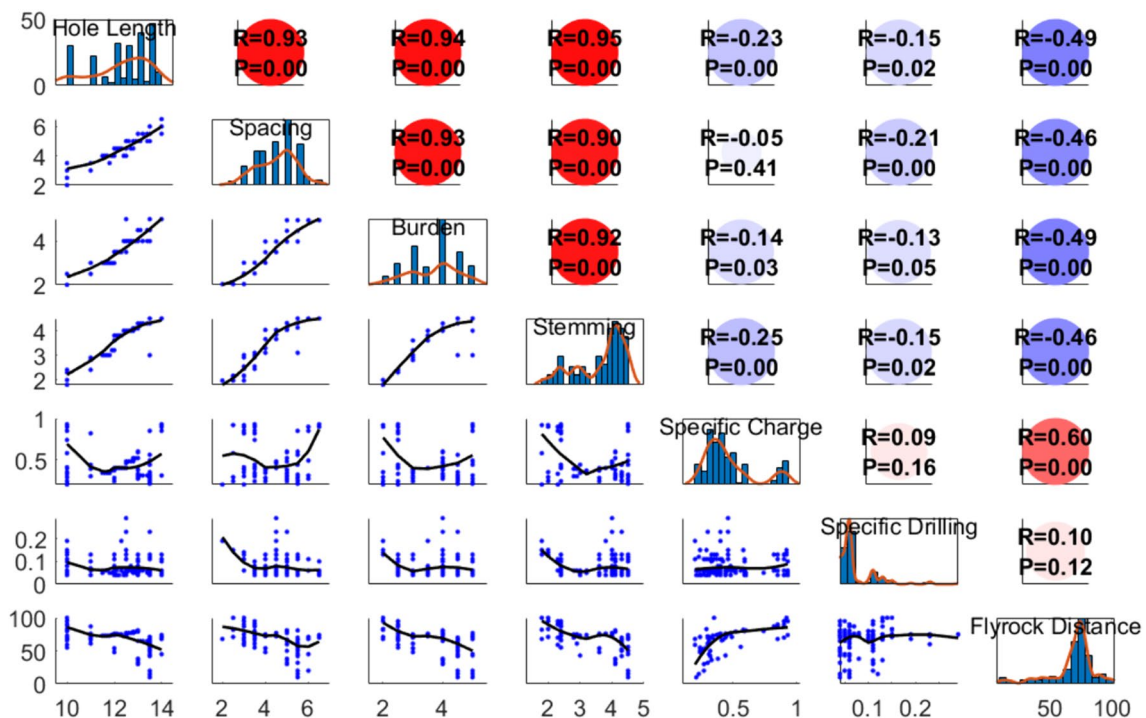 50
Hole Length
R=0.93
R=0.94
R=0.95
R=-0.23
R=-0.15
R=-0.49
P=0.00
P=0.00
P=0.00
P=0.00
P=0.02
P=0.00
0
6
Spacing
R=0.93
R=0.90
R=-0.05
R=-0.21
R=-0.46
4
P=0.00
P=0.00
P=0.41
P=0.00
P=0.00
2
Burden
4
R=0.92
R=-0.14
R=-0.13
R=-0.49
P=0.00
P=0.03
P=0.05
P=0.00
2
4
Stemming
R=-0.25
R=-0.15
R=-0.46
3
P=0.00
P=0.02
P=0.00
2
1
Specific Charge
R=0.09
R=0.60
0.5
P=0.16
P=0.00
Specific Drilling
0.2
R=0.10
0.1
P=0.12
0
100
Flyrock Distance
50
0
10 12 14 2 4 6 2 4 2 3 4 5 0.5 1 0.1 0.2 50 100